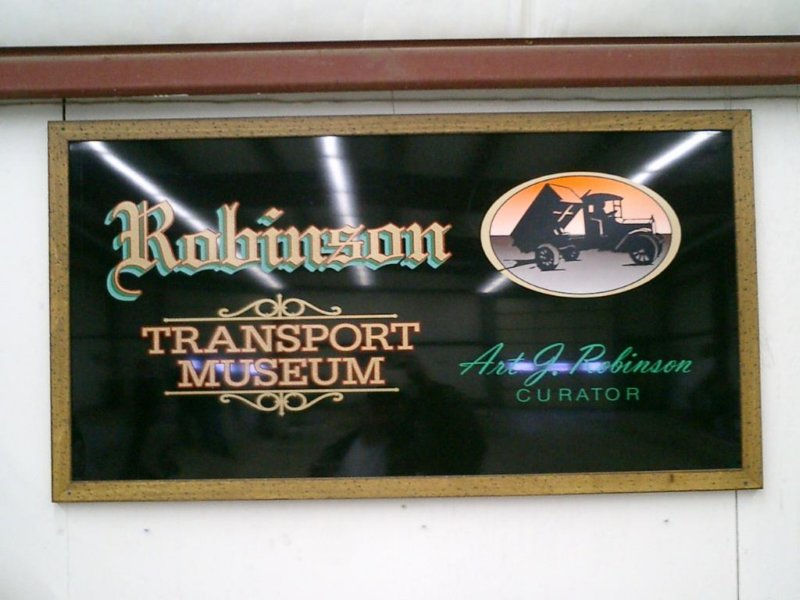 Robinson
TRANSPORT
MUSEUM
Art J. Robinson
CURATOR